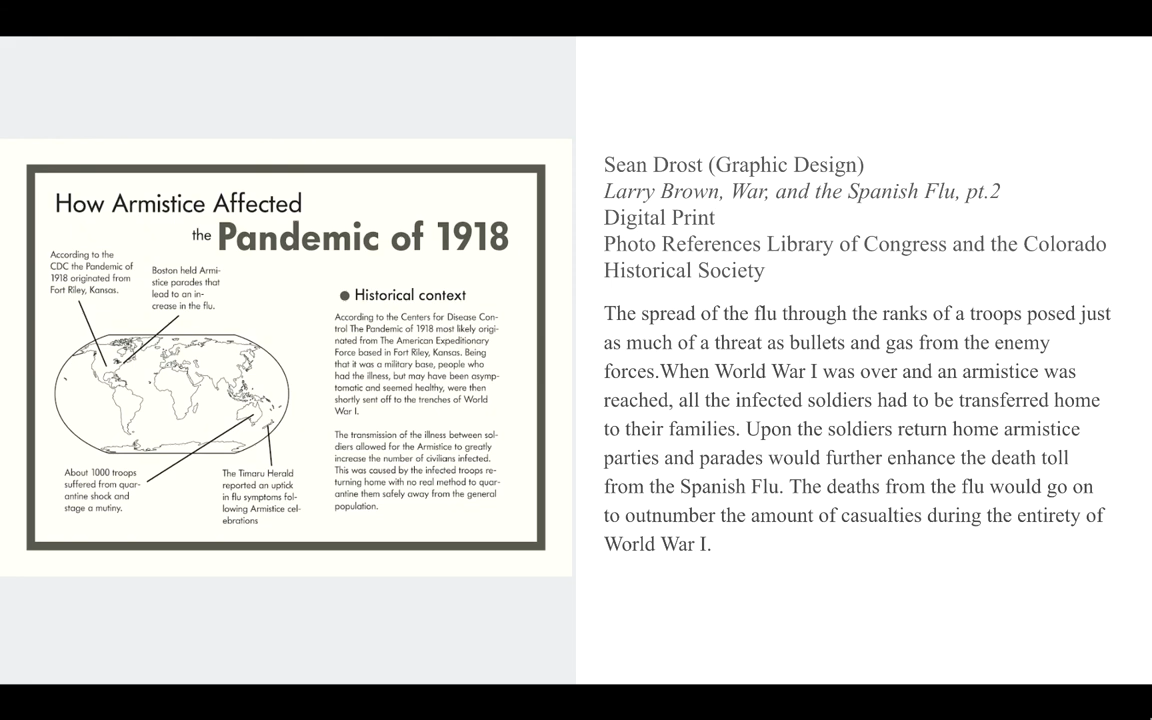 How Armistice Affected
the Pandemic of 1918
According to the
CDC the Pandemic of
1918 originated from
Fort Riley, Kansas.
Boston held Armi-
stice parades that
lead to an in-
crease in the flu.
About 1000 troops
suffered from quar-
antine shock and
stage a mutiny.
The Timaru Herald
reported an uptick
in flu symptoms fol-
lowing Armistice cel-
ebrations
Historical context
According to the Centers for Disease Con-
trol The Pandemic of 1918 most likely origi-
nated from The American Expeditionary
Force based in Fort Riley, Kansas. Being
that it was a military base, people who
had the illness, but may have been asymp-
tomatic and seemed healthy, were then
shortly sent off to the trenches of World
War I.
The transmission of the illness between sol-
diers allowed for the Armistice to greatly
increase the number of civilians infected.
This was caused by the infected troops re-
turning home with no real method to quar-
antine them safely away from the general
population.
Sean Drost (Graphic Design)
Larry Brown, War, and the Spanish Flu, pt.2
Digital Print
Photo References Library of Congress and the Colorado
Historical Society
The spread of the flu through the ranks of a troops posed just
as much of a threat as bullets and gas from the enemy
forces.When World War I was over and an armistice was
reached, all the infected soldiers had to be transferred home
to their families. Upon the soldiers return home armistice
parties and parades would further enhance the death toll
from the Spanish Flu. The deaths from the flu would go on
to outnumber the amount of casualties during the entirety of
World War I.